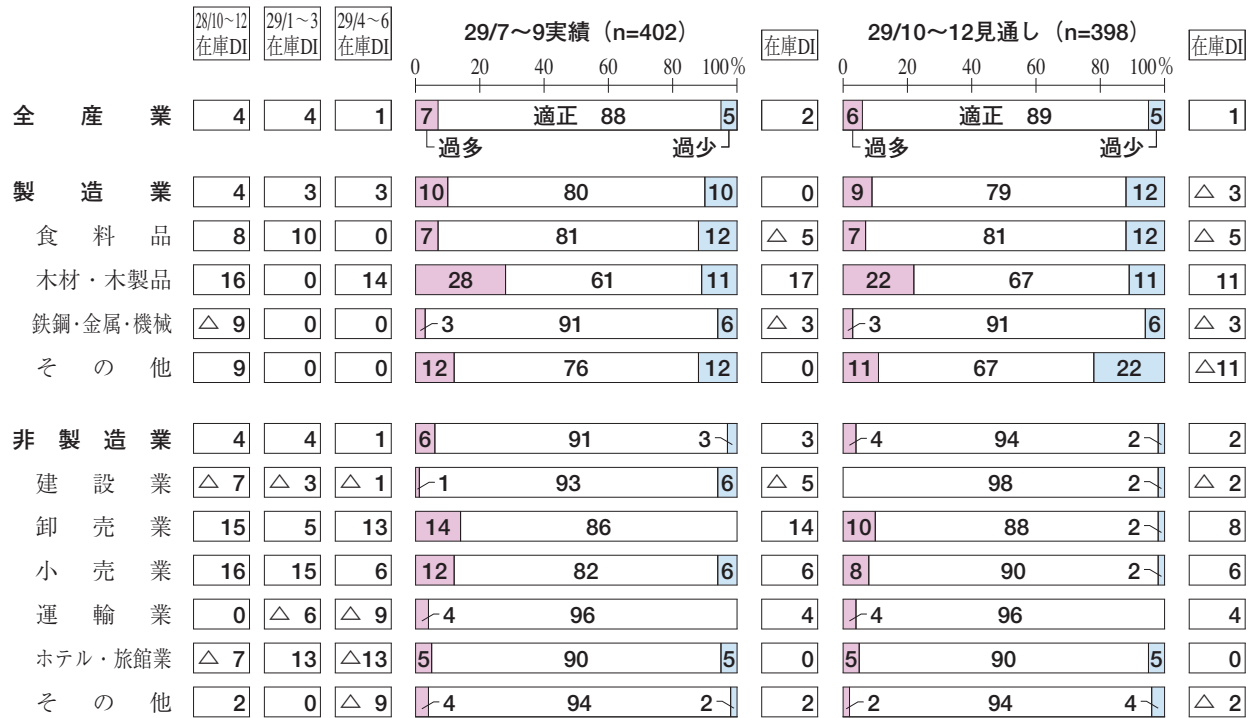 28/10~12 29/1~3 29/4~6
在庫DI 在庫DI 在庫DI 29/7〜9実績（n=402） 在庫DI 29/10〜12見通し（n=398） 在庫DI
0 20 40 60 80 100% 0 20 40 60 80 100%
全産業 4 4 1 7 適正 88 5 2 6 適正 89 5 1
過多 過少 過多 過少
製造業 4 3 3 10 80 10 0 9 79 12 △ 3
食料品 8 10 0 7 81 12 △ 5 7 81 12 △ 5
木材・木製品 16 0 14 28 61 11 17 22 67 11 11
鉄鋼・金属・機械 △ 9 0 0 3 91 6 △ 3 3 91 6 △ 3
その他 9 0 0 12 76 12 0 11 67 22 △11
非製造業 4 4 1 6 91 3 3 4 94 2 2
建設業 △ 7 △ 3 △ 1 1 93 6 △ 5 98 2 △ 2
卸売業 15 5 13 14 86 14 10 88 2 8
小売業 16 15 6 12 82 6 6 8 90 2 6
運輸業 0 △ 6 △ 9 4 96 4 4 96 4
ホテル・旅館業 △ 7 13 △13 5 90 5 0 5 90 5 0
その他 2 0 △ 9 4 94 2 2 2 94 4 △ 2